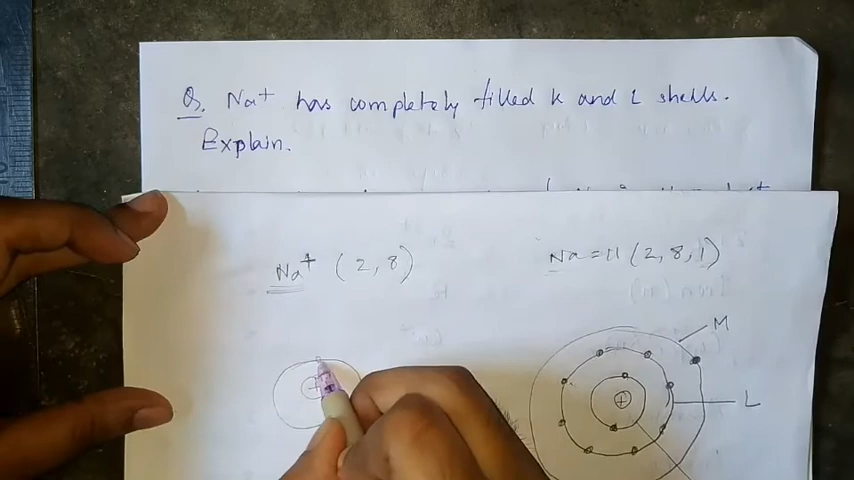 Q. Na+ has completely filled K and L shells.
Explain.
Na+ (2,8)
Na = 11 (2,8,1)
M
+
+
L